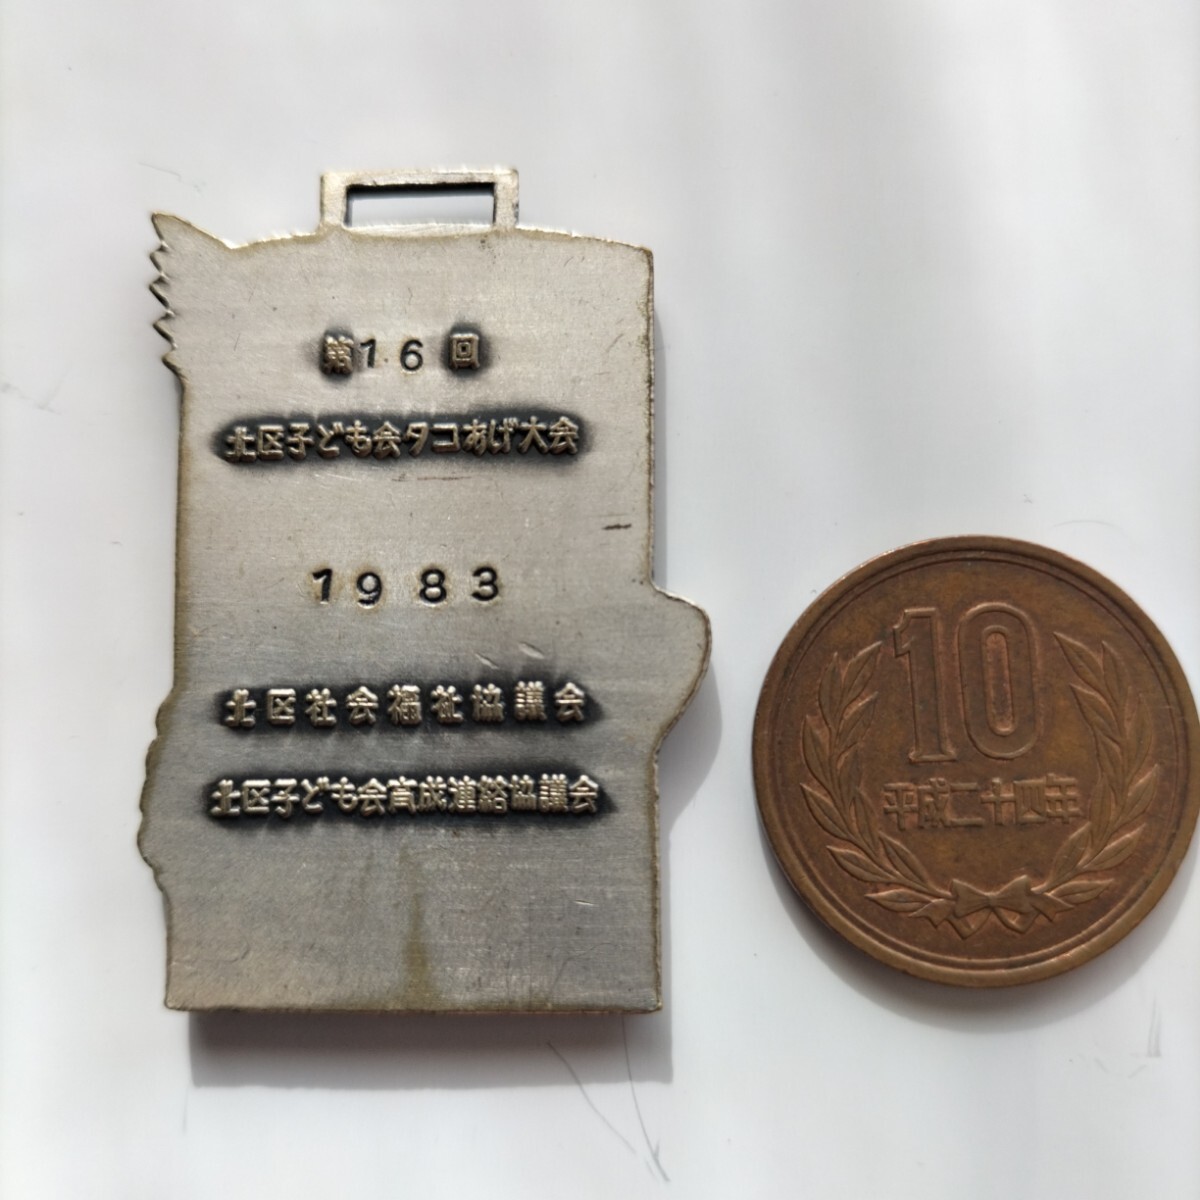 第16回
北区子ども会タコあげ大会
1983
北区社会福祉協議会
北区子ども会育成連絡協議会
10
平成二十四年